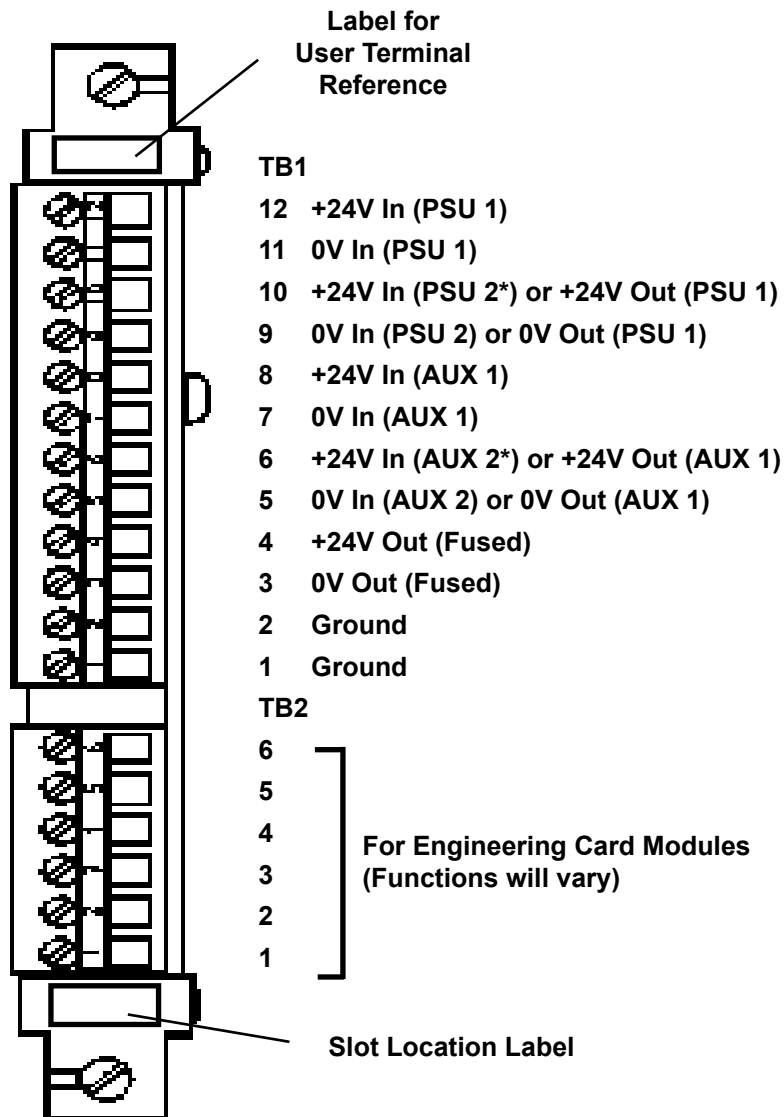 Label for
User Terminal
Reference
TB1
12 +24V In (PSU 1)
11 0V In (PSU 1)
10 +24V In (PSU 2*) or +24V Out (PSU 1)
9 0V In (PSU 2) or 0V Out (PSU 1)
8 +24V In (AUX 1)
7 0V In (AUX 1)
6 +24V In (AUX 2*) or +24V Out (AUX 1)
5 0V In (AUX 2) or 0V Out (AUX 1)
4 +24V Out (Fused)
3 0V Out (Fused)
2 Ground
1 Ground
TB2
6
5
4
3
2
1
For Engineering Card Modules
(Functions will vary)
Slot Location Label